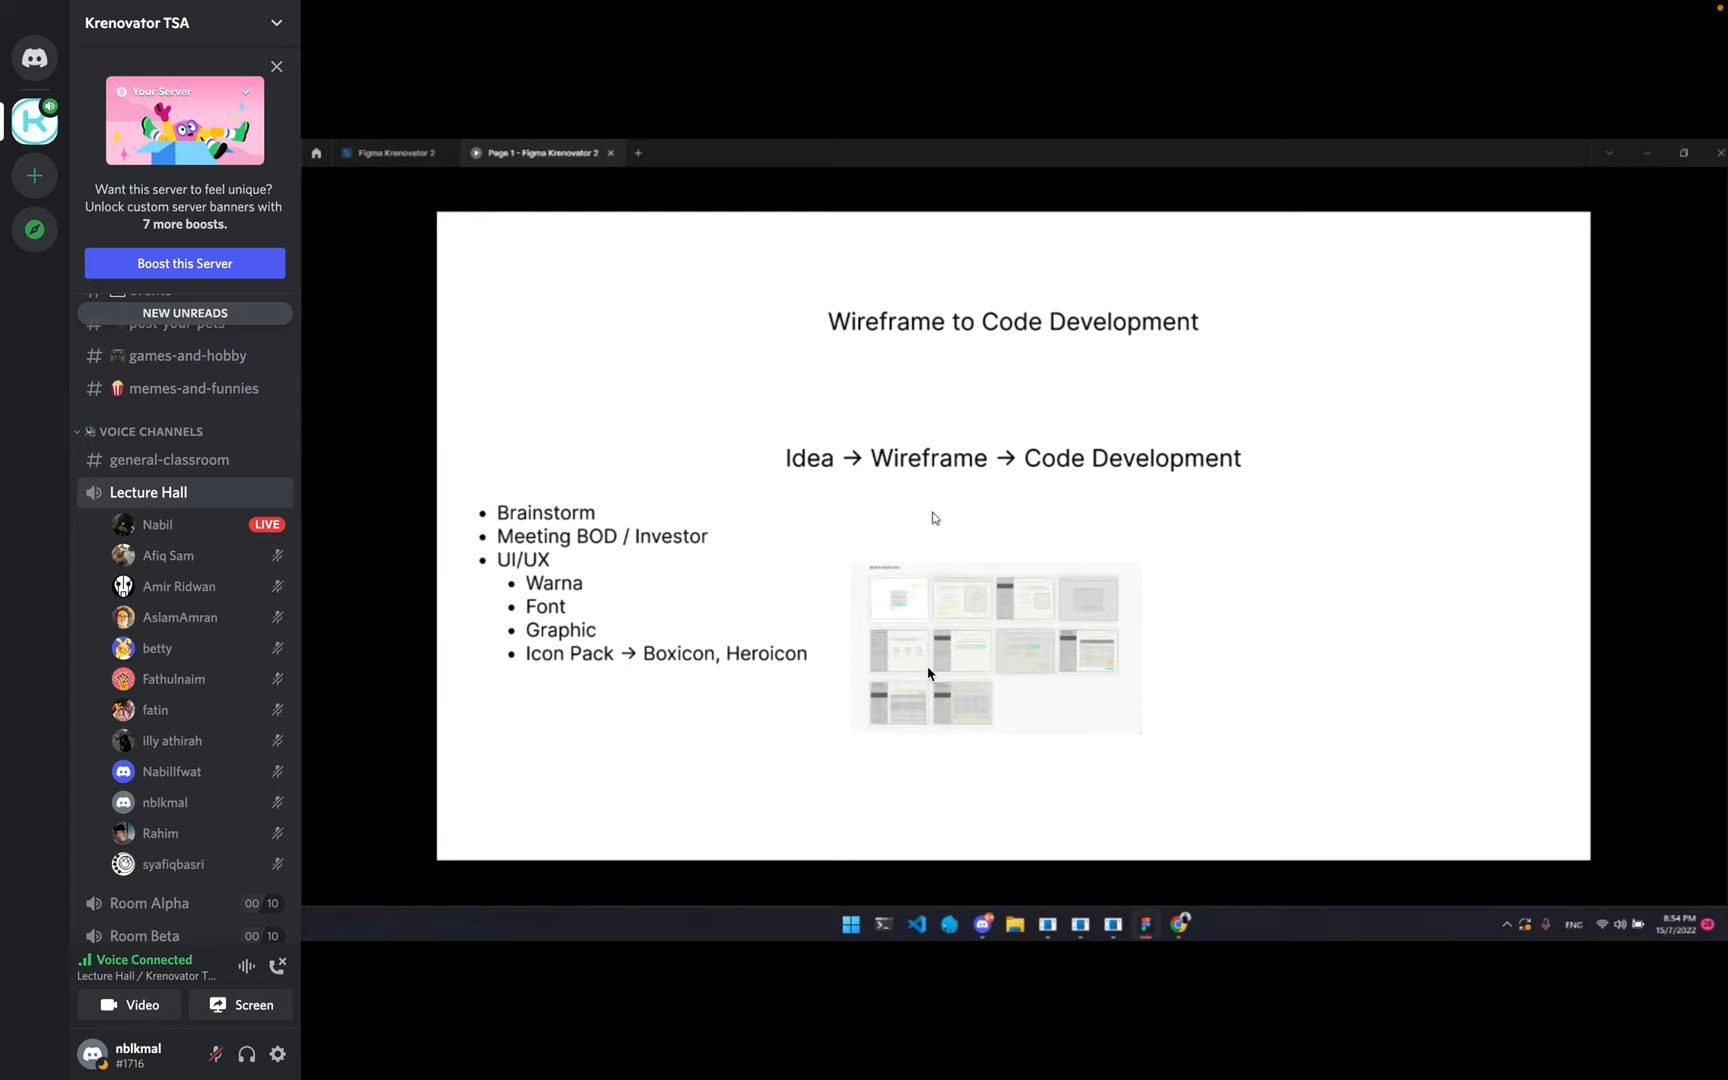 Krenovator TSA
Your Server
Want this server to feel unique?
Unlock custom server banners with
7 more boosts.
Boost this Server
NEW UNREADS
post-your-pets
games-and-hobby
memes-and-funnies
VOICE CHANNELS
general-classroom
Lecture Hall
Nabil LIVE
Afiq Sam
Amir Ridwan
AslamAmran
betty
Fathulnaim
fatin
illy athirah
NabilIfwat
nblkmal
Rahim
syafiqbasri
Room Alpha 00 10
Room Beta 00 10
Voice Connected
Lecture Hall / Krenovator T...
Video Screen
nblkmal
#1716
Figma Krenovator 2
Page 1 - Figma Krenovator 2
Wireframe to Code Development
Idea → Wireframe → Code Development
• Brainstorm
• Meeting BOD / Investor
• UI/UX
• Warna
• Font
• Graphic
• Icon Pack → Boxicon, Heroicon
ENG
8:54 PM
15/7/2022